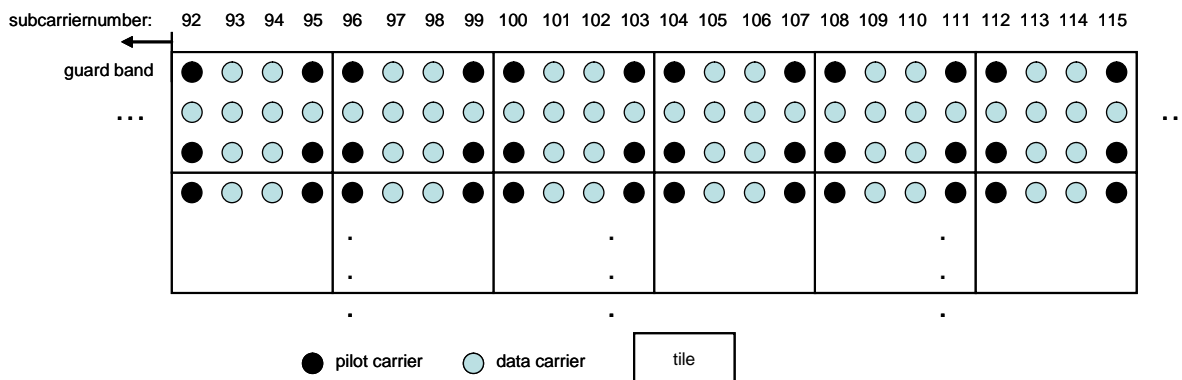 subcarriernumber: 92 93 94 95 96 97 98 99 100 101 102 103 104 105 106 107 108 109 110 111 112 113 114 115
guard band
...
..
pilot carrier data carrier tile